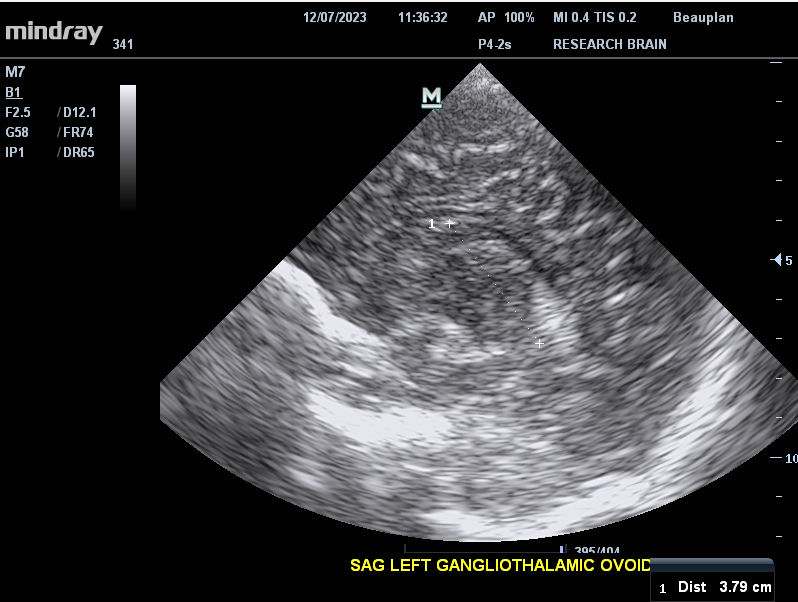 mindray
341
12/07/2023 11:36:32 AP 100% MI 0.4 TIS 0.2 Beauplan
P4-2s RESEARCH BRAIN
M7
B1
F2.5 / D12.1
G58 / FR74
IP1 / DR65
M
1
5
10
395/404
SAG LEFT GANGLIOTHALAMIC OVOID
1 Dist 3.79 cm